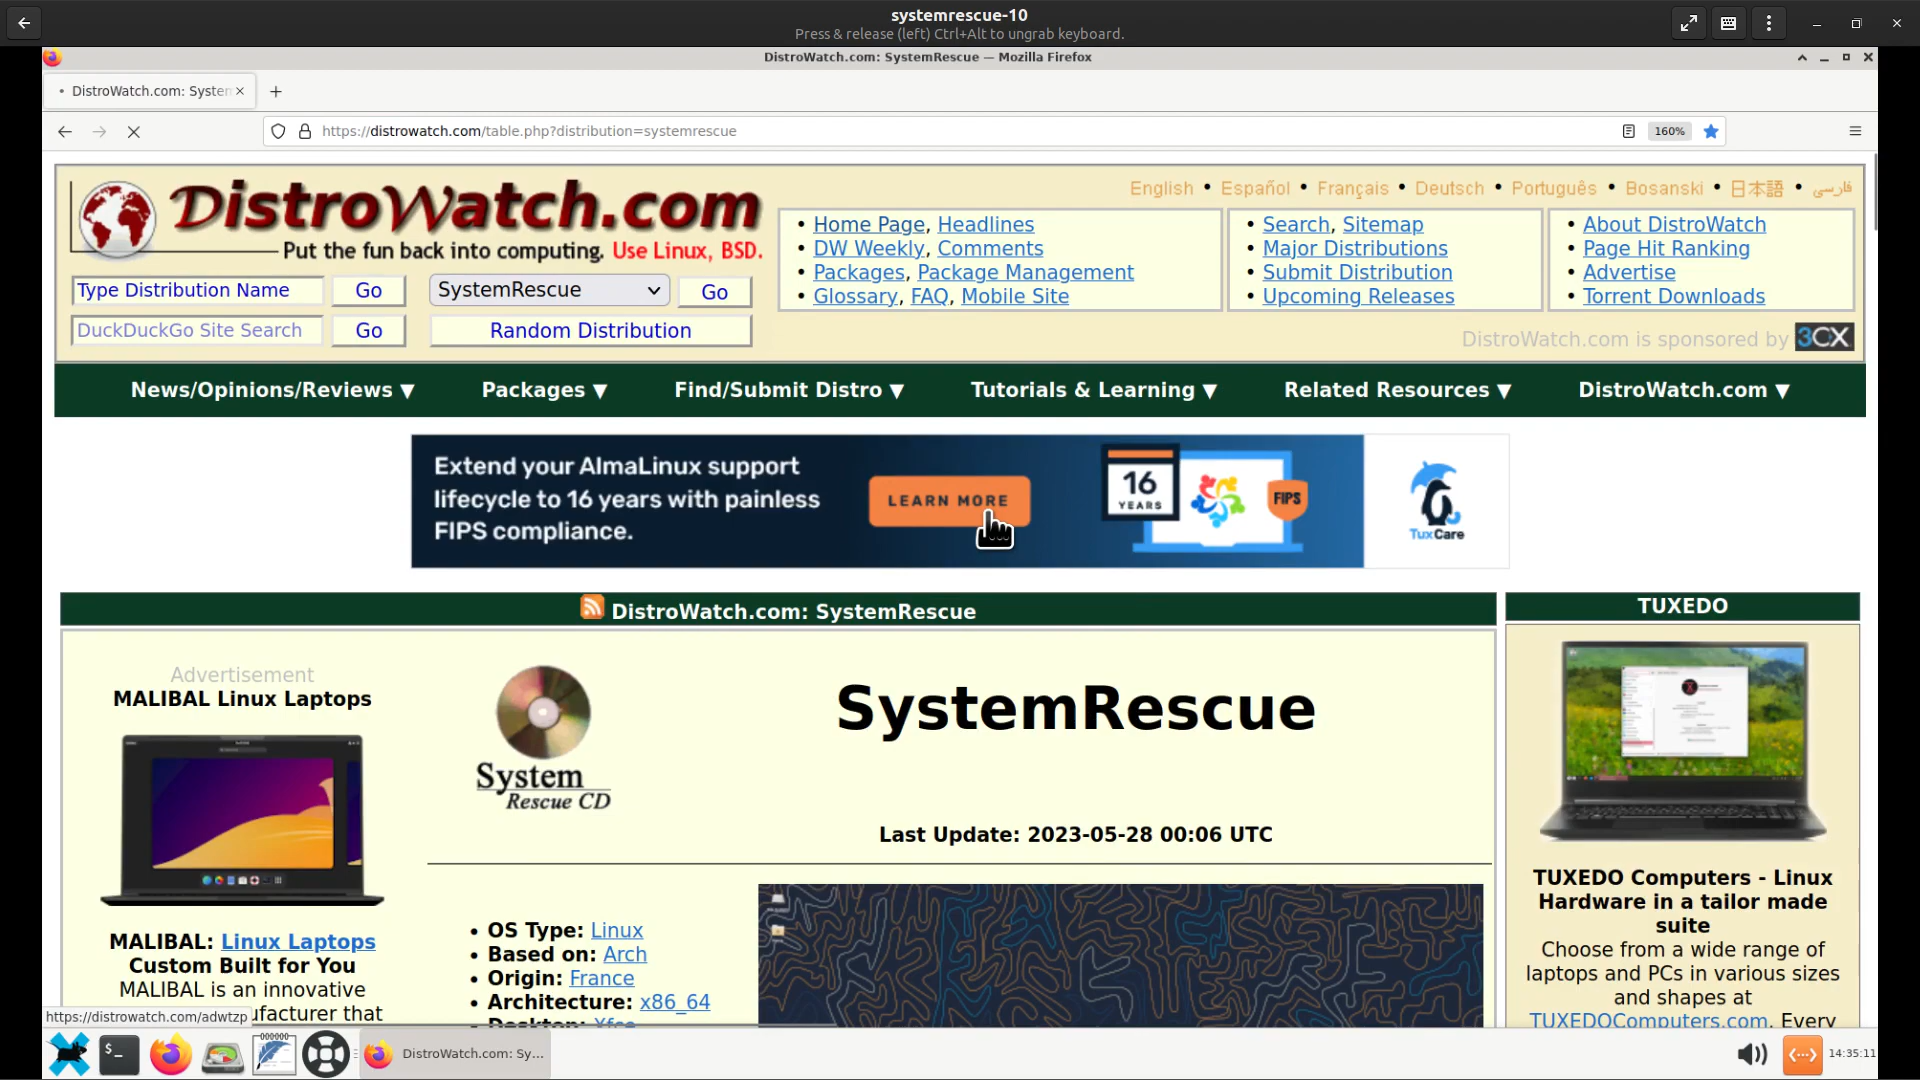 systemrescue-10
Press & release (left) Ctrl+Alt to ungrab keyboard.
DistroWatch.com: SystemRescue — Mozilla Firefox
DistroWatch.com: System
https://distrowatch.com/table.php?distribution=systemrescue
160%
DistroWatch.com
Put the fun back into computing. Use Linux, BSD.
English • Español • Français • Deutsch • Português • Bosanski • 日本語 • فارسی
• Home Page, Headlines
• DW Weekly, Comments
• Packages, Package Management
• Glossary, FAQ, Mobile Site
• Search, Sitemap
• Major Distributions
• Submit Distribution
• Upcoming Releases
• About DistroWatch
• Page Hit Ranking
• Advertise
• Torrent Downloads
Type Distribution Name Go SystemRescue Go
DuckDuckGo Site Search Go Random Distribution
DistroWatch.com is sponsored by 3CX
News/Opinions/Reviews ▼ Packages ▼ Find/Submit Distro ▼ Tutorials & Learning ▼ Related Resources ▼ DistroWatch.com ▼
Extend your AlmaLinux support
lifecycle to 16 years with painless
FIPS compliance.
LEARN MORE
16
YEARS
FIPS
TuxCare
DistroWatch.com: SystemRescue
Advertisement
MALIBAL Linux Laptops
MALIBAL: Linux Laptops
Custom Built for You
MALIBAL is an innovative
ufacturer that
System
Rescue CD
SystemRescue
Last Update: 2023-05-28 00:06 UTC
• OS Type: Linux
• Based on: Arch
• Origin: France
• Architecture: x86_64
• Desktop: Xfce
TUXEDO
TUXEDO Computers - Linux
Hardware in a tailor made
suite
Choose from a wide range of
laptops and PCs in various sizes
and shapes at
TUXEDOComputers.com. Every
https://distrowatch.com/adwtzp
DistroWatch.com: Sy...
14:35:11